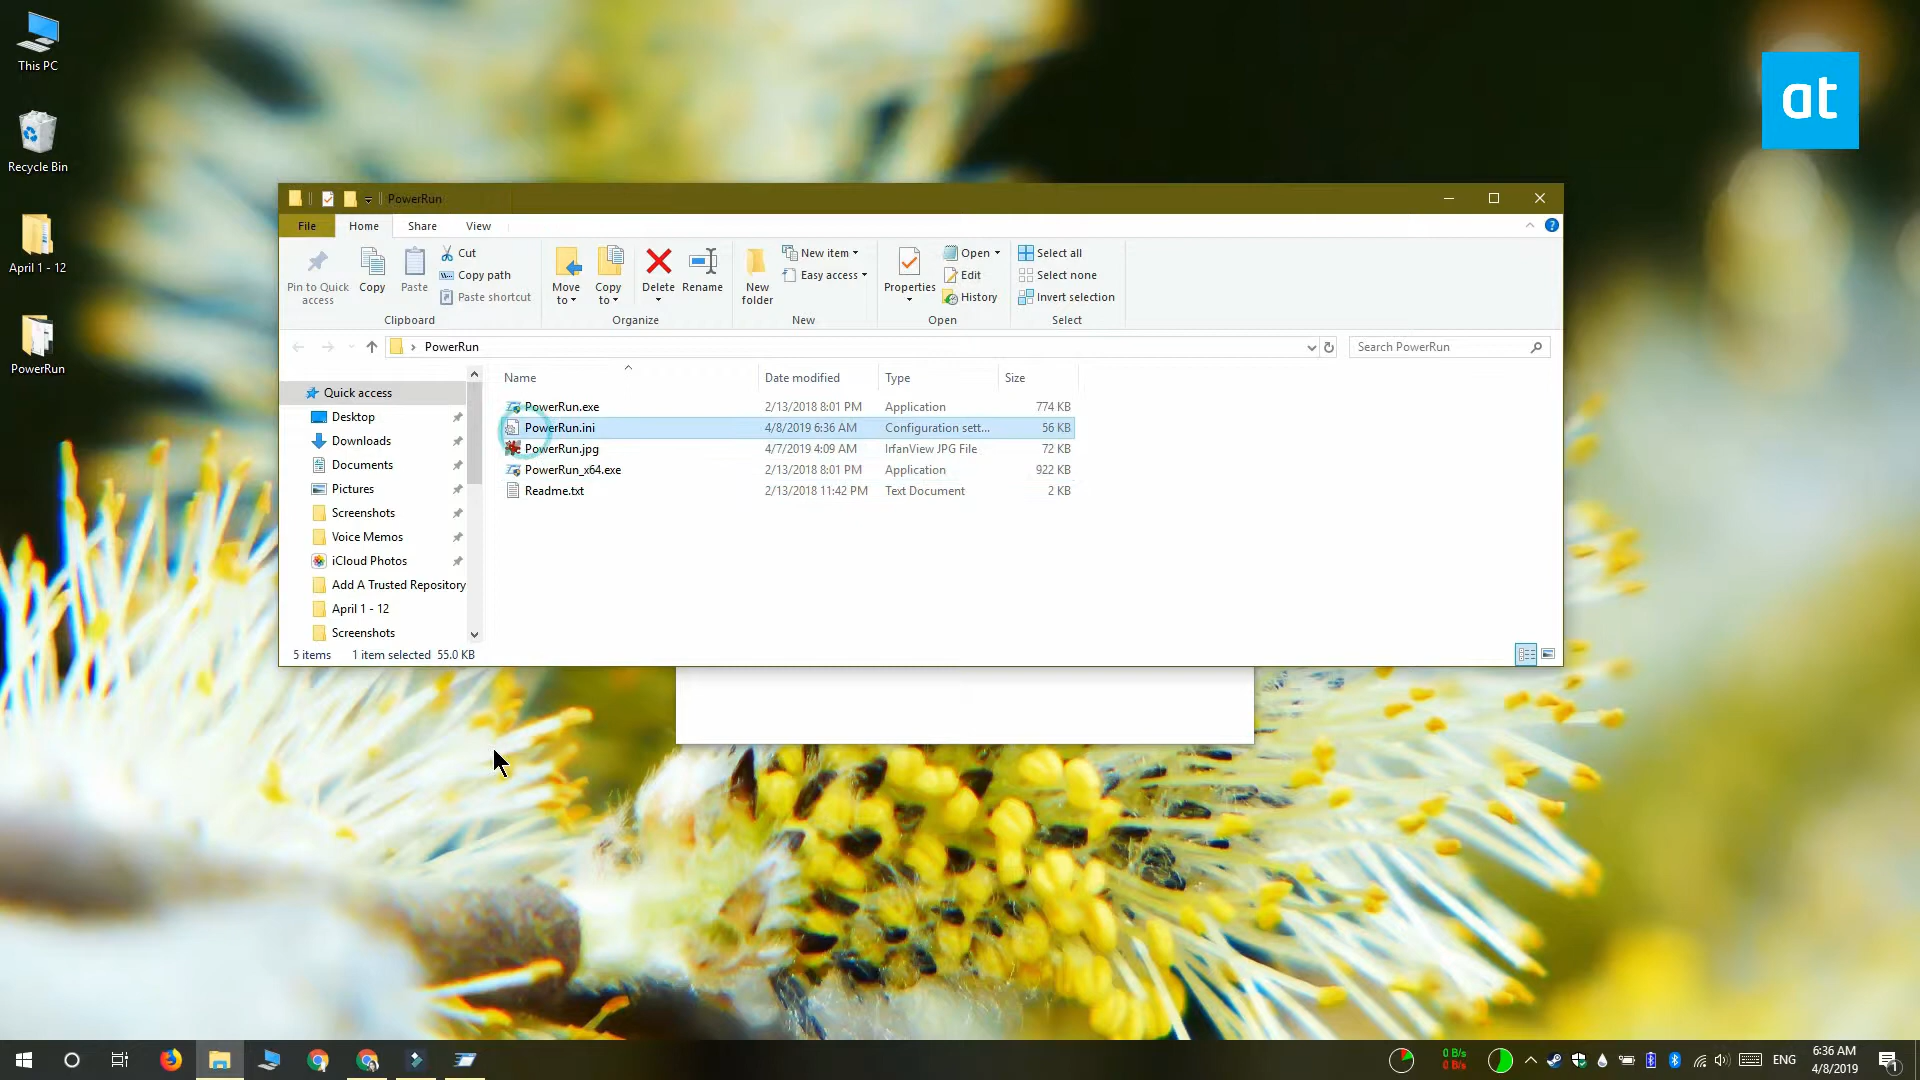 This PC
Recycle Bin
April 1 - 12
PowerRun
at
PowerRun
File Home Share View
Pin to Quick access
Copy
Paste
Cut
Copy path
Paste shortcut
Clipboard
Move to
Copy to
Delete
Rename
Organize
New folder
New item
Easy access
New
Properties
Open
Edit
History
Open
Select all
Select none
Invert selection
Select
PowerRun
Search PowerRun
Quick access
Desktop
Downloads
Documents
Pictures
Screenshots
Voice Memos
iCloud Photos
Add A Trusted Repository
April 1 - 12
Screenshots
Name Date modified Type Size
PowerRun.exe 2/13/2018 8:01 PM Application 774 KB
PowerRun.ini 4/8/2019 6:36 AM Configuration sett... 56 KB
PowerRun.jpg 4/7/2019 4:09 AM IrfanView JPG File 72 KB
PowerRun_x64.exe 2/13/2018 8:01 PM Application 922 KB
Readme.txt 2/13/2018 11:42 PM Text Document 2 KB
5 items 1 item selected 55.0 KB
0 B/s
0 B/s
ENG
6:36 AM
4/8/2019
1